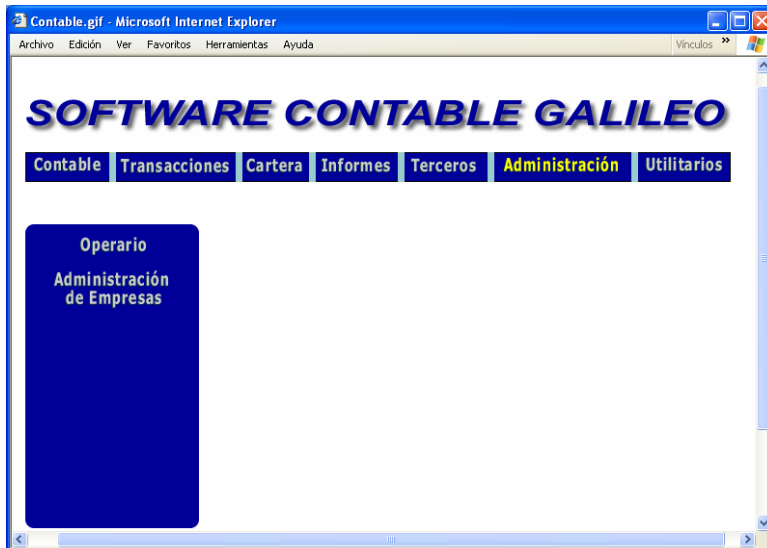 Contable.gif - Microsoft Internet Explorer
Archivo Edición Ver Favoritos Herramientas Ayuda Vínculos »
SOFTWARE CONTABLE GALILEO
Contable Transacciones Cartera Informes Terceros Administración Utilitarios
Operario
Administración
de Empresas